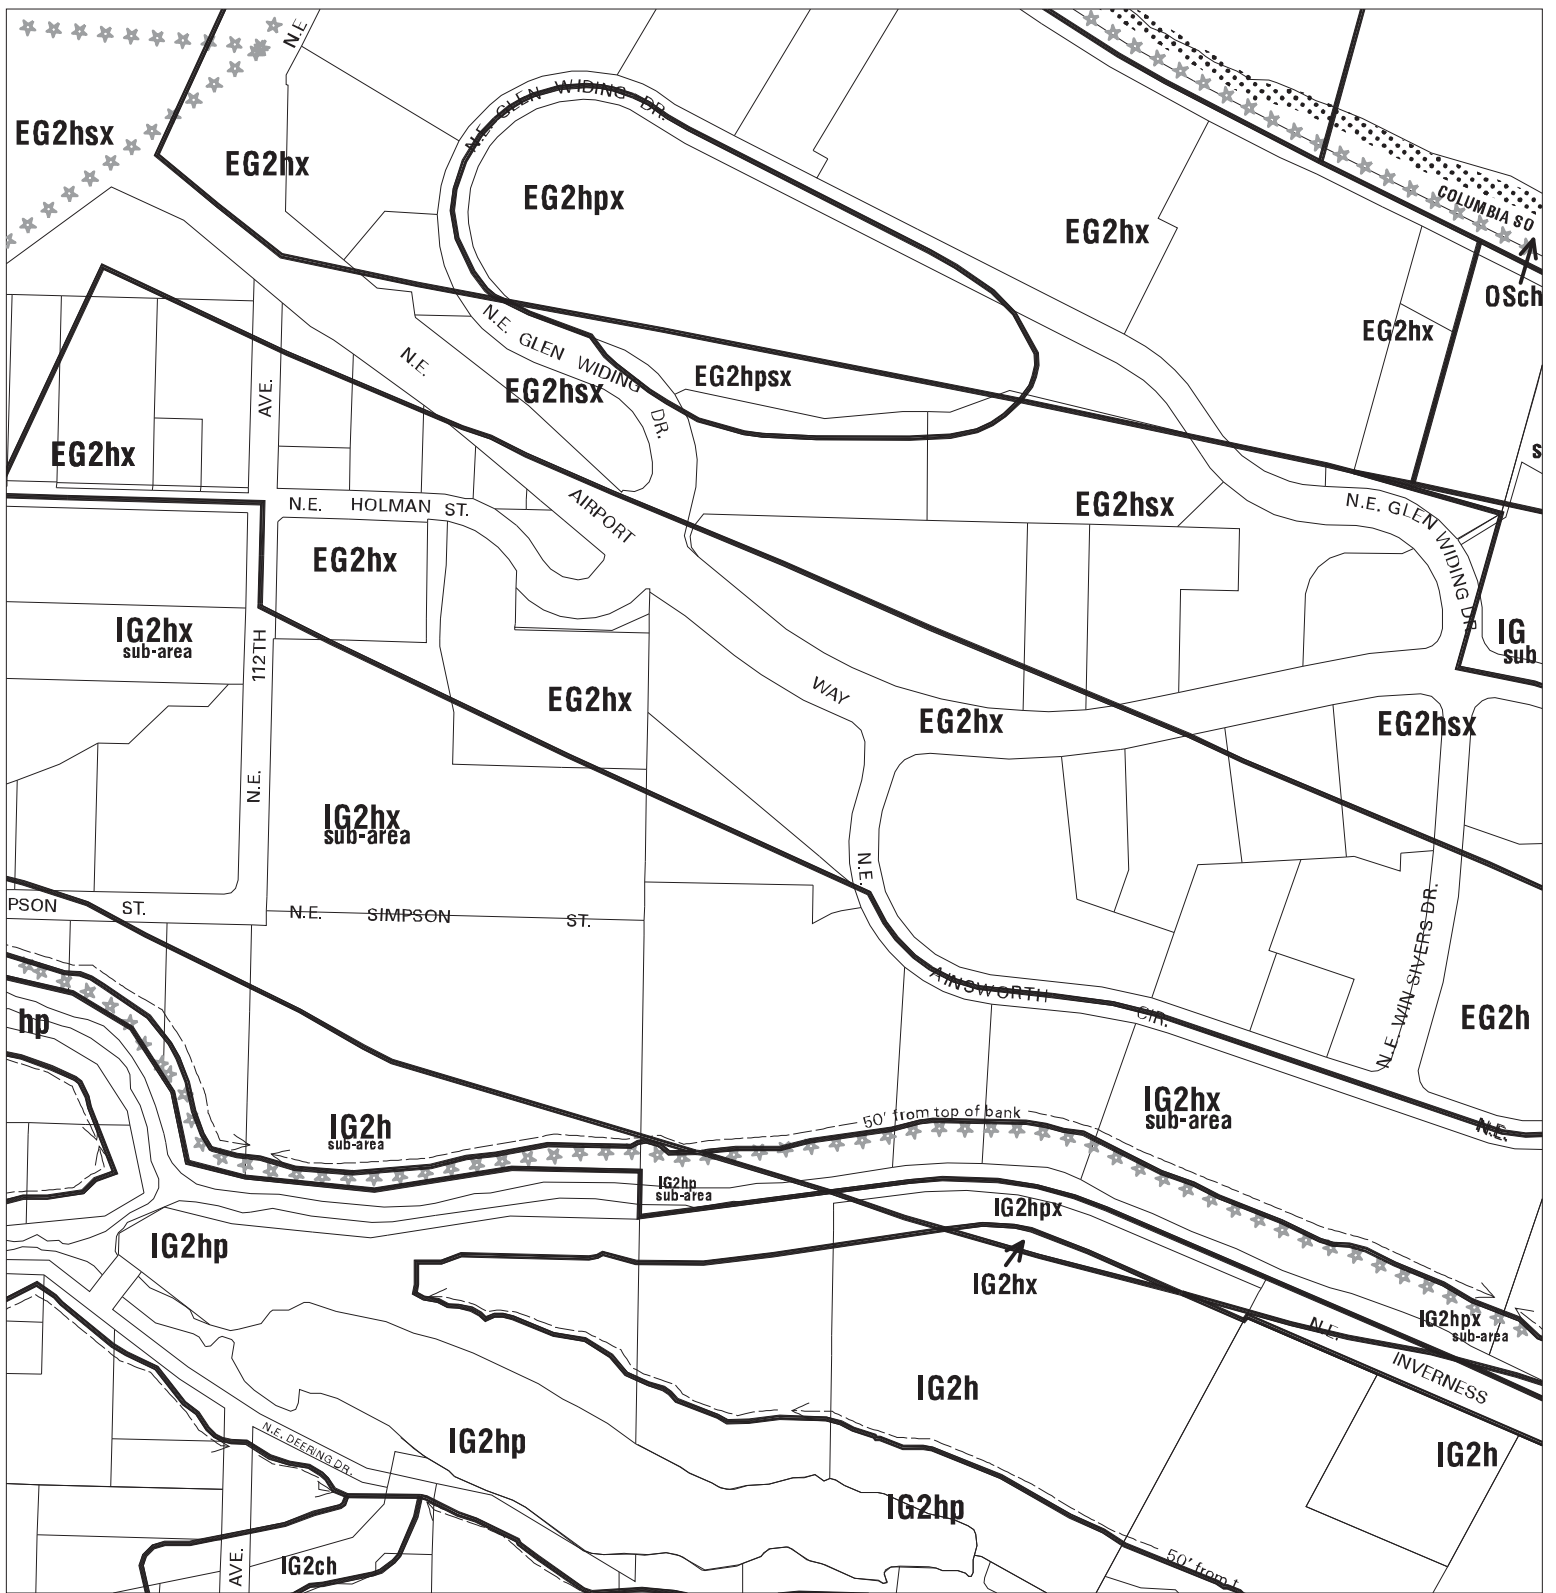 N.E
N.E. GLEN WIDING DR.
EG2hsx
EG2hx
EG2hpx
EG2hx
COLUMBIA SO
OSch
EG2hx
N.E. GLEN WIDING DR.
N.E.
EG2hpsx
EG2hsx
AVE.
EG2hx
s
N.E. HOLMAN ST.
AIRPORT
EG2hsx
N.E. GLEN WIDING DR.
EG2hx
IG2hx
sub-area
112TH
IG
sub
EG2hx
WAY
EG2hx
EG2hsx
N.E.
IG2hx
sub-area
N.E.
PSON ST.
N.E. SIMPSON ST.
N.E. WIN SIVERS DR.
AINSWORTH CIR.
hp
EG2h
IG2h
sub-area
50' from top of bank
IG2hx
sub-area
N.E.
IG2hp
sub-area
IG2hpx
IG2hp
IG2hx
IG2hpx
sub-area
N.E.
INVERNESS
IG2h
N.E. DEERING DR.
IG2hp
IG2h
IG2hp
IG2ch
AVE.
50' from t